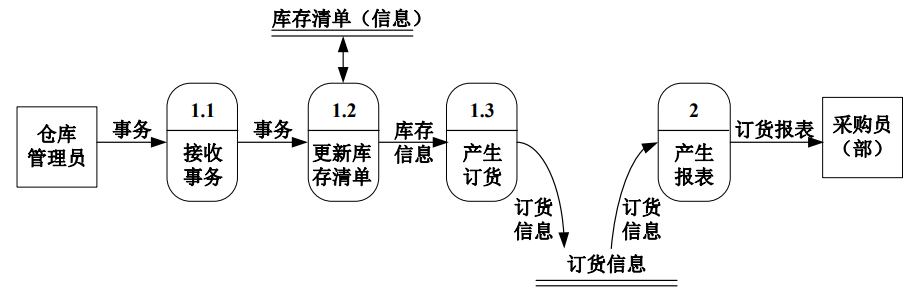 库存清单（信息）
仓库
管理员
事务
1.1
接收
事务
事务
1.2
更新库
存清单
库存
信息
1.3
产生
订货
订货
信息
订货信息
订货
信息
2
产生
报表
订货报表
采购员
（部）